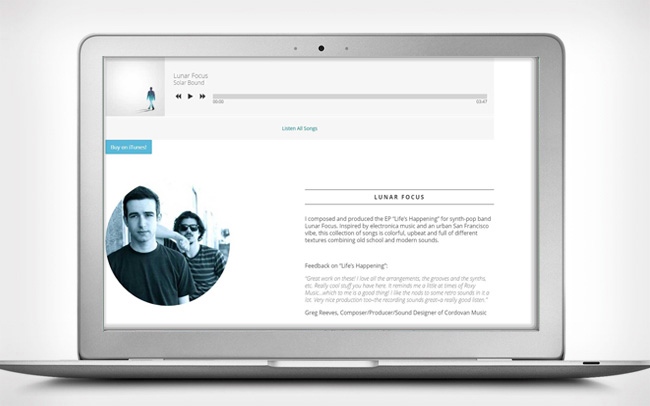 Lunar Focus
Solar Bound
00:00
03:47
Listen All Songs
Buy on iTunes!
LUNAR FOCUS
I composed and produced the EP "Life's Happening" for synth-pop band
Lunar Focus. Inspired by electronica music and an urban San Francisco
vibe, this collection of songs is colorful, upbeat and full of different
textures combining old school and modern sounds.
Feedback on "Life's Happening":
"Great work on these! I love all the arrangements, the grooves and the synths,
etc. Really cool stuff you have here. It reminds me a little at times of Roxy
Music...which to me is a good thing! I like the nods to some retro sounds in it a
lot. Very nice production too–the recording sounds great–a really good listen."
Greg Reeves, Composer/Producer/Sound Designer of Cordovan Music